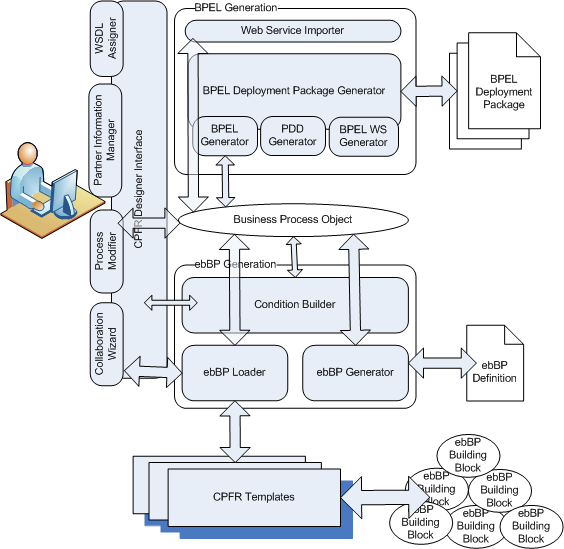 BPEL Generation
Web Service Importer
BPEL Deployment Package Generator
BPEL
Generator
PDD
Generator
BPEL WS
Generator
BPEL
Deployment
Package
WSDL
Assigner
Partner Information
Manager
Process
Modifier
Collaboration
Wizard
CPFR Designer Interface
Business Process Object
ebBP Generation
Condition Builder
ebBP Loader
ebBP Generator
ebBP
Definition
CPFR Templates
ebBP
Building
Block
ebBP
Building
Block
ebBP
Building
Block
ebBP
Building
Block
ebBP
Building
Block
ebBP
Building
Block